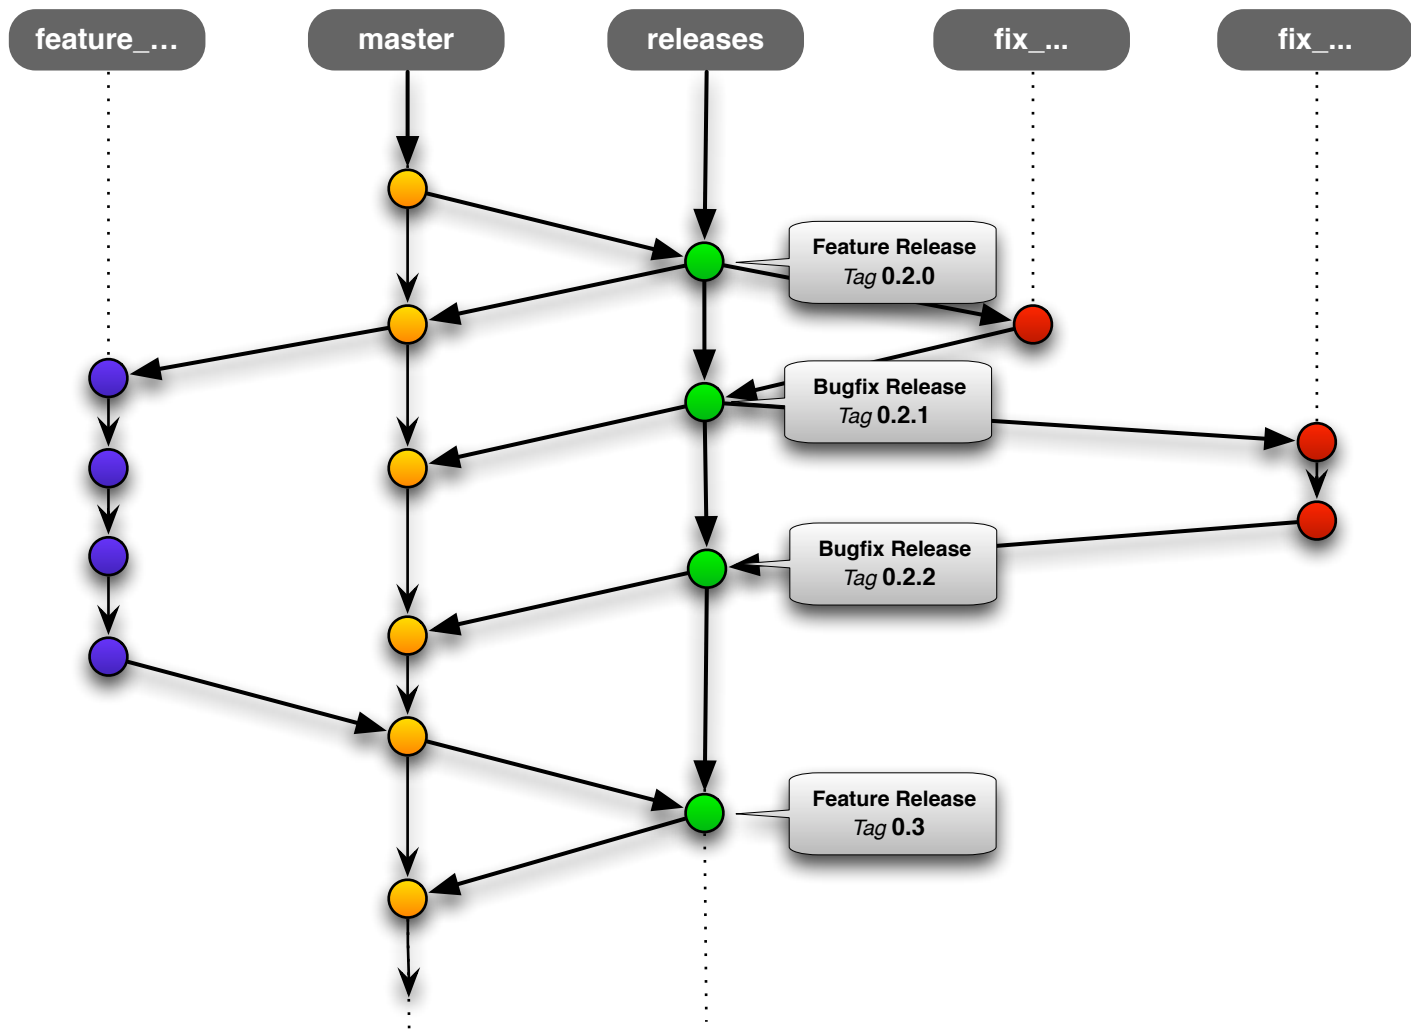 feature_...
master
releases
fix_...
fix_...
Feature Release
Tag 0.2.0
Bugfix Release
Tag 0.2.1
Bugfix Release
Tag 0.2.2
Feature Release
Tag 0.3